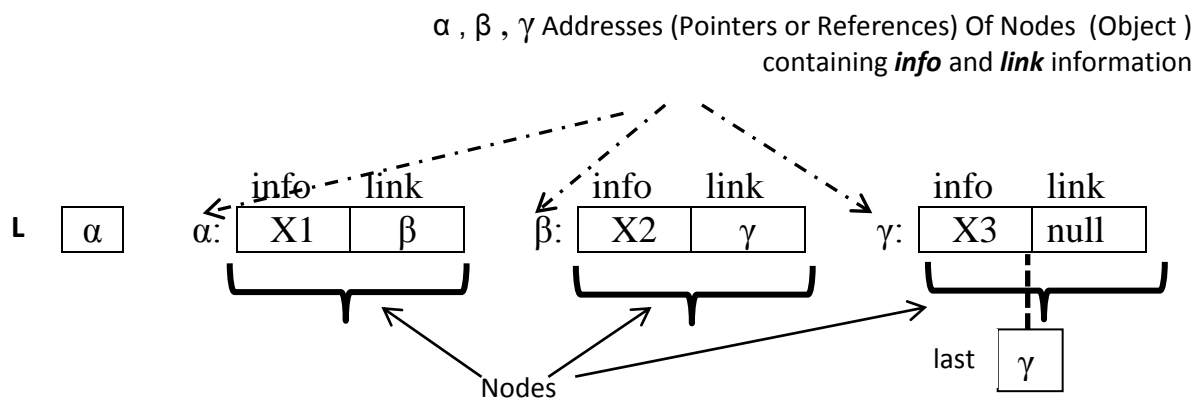 α , β , γ Addresses (Pointers or References) Of Nodes (Object )
containing info and link information
info link info link info link
L α α: X1 β β: X2 γ γ: X3 null
last γ
Nodes